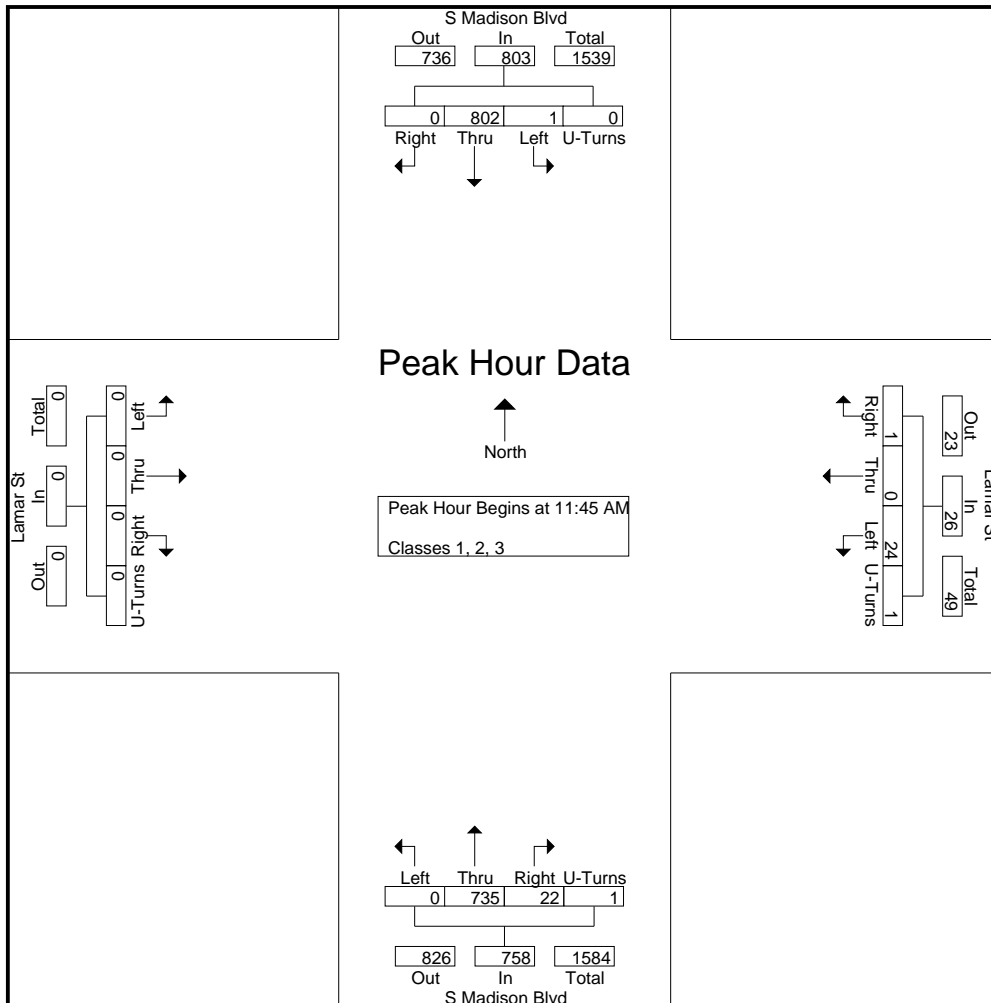 S Madison Blvd
Out In Total
736 803 1539
0 802 1 0
Right Thru Left U-Turns
Peak Hour Data
North
Peak Hour Begins at 11:45 AM
Classes 1, 2, 3
Lamar St
Total In Out
0 0 0
0 0 0 0
Left Thru Right U-Turns
Right Thru Left U-Turns
1 0 24 1
23 26 49
Out In Total
Lamar St
Left Thru Right U-Turns
0 735 22 1
826 758 1584
Out In Total
S Madison Blvd